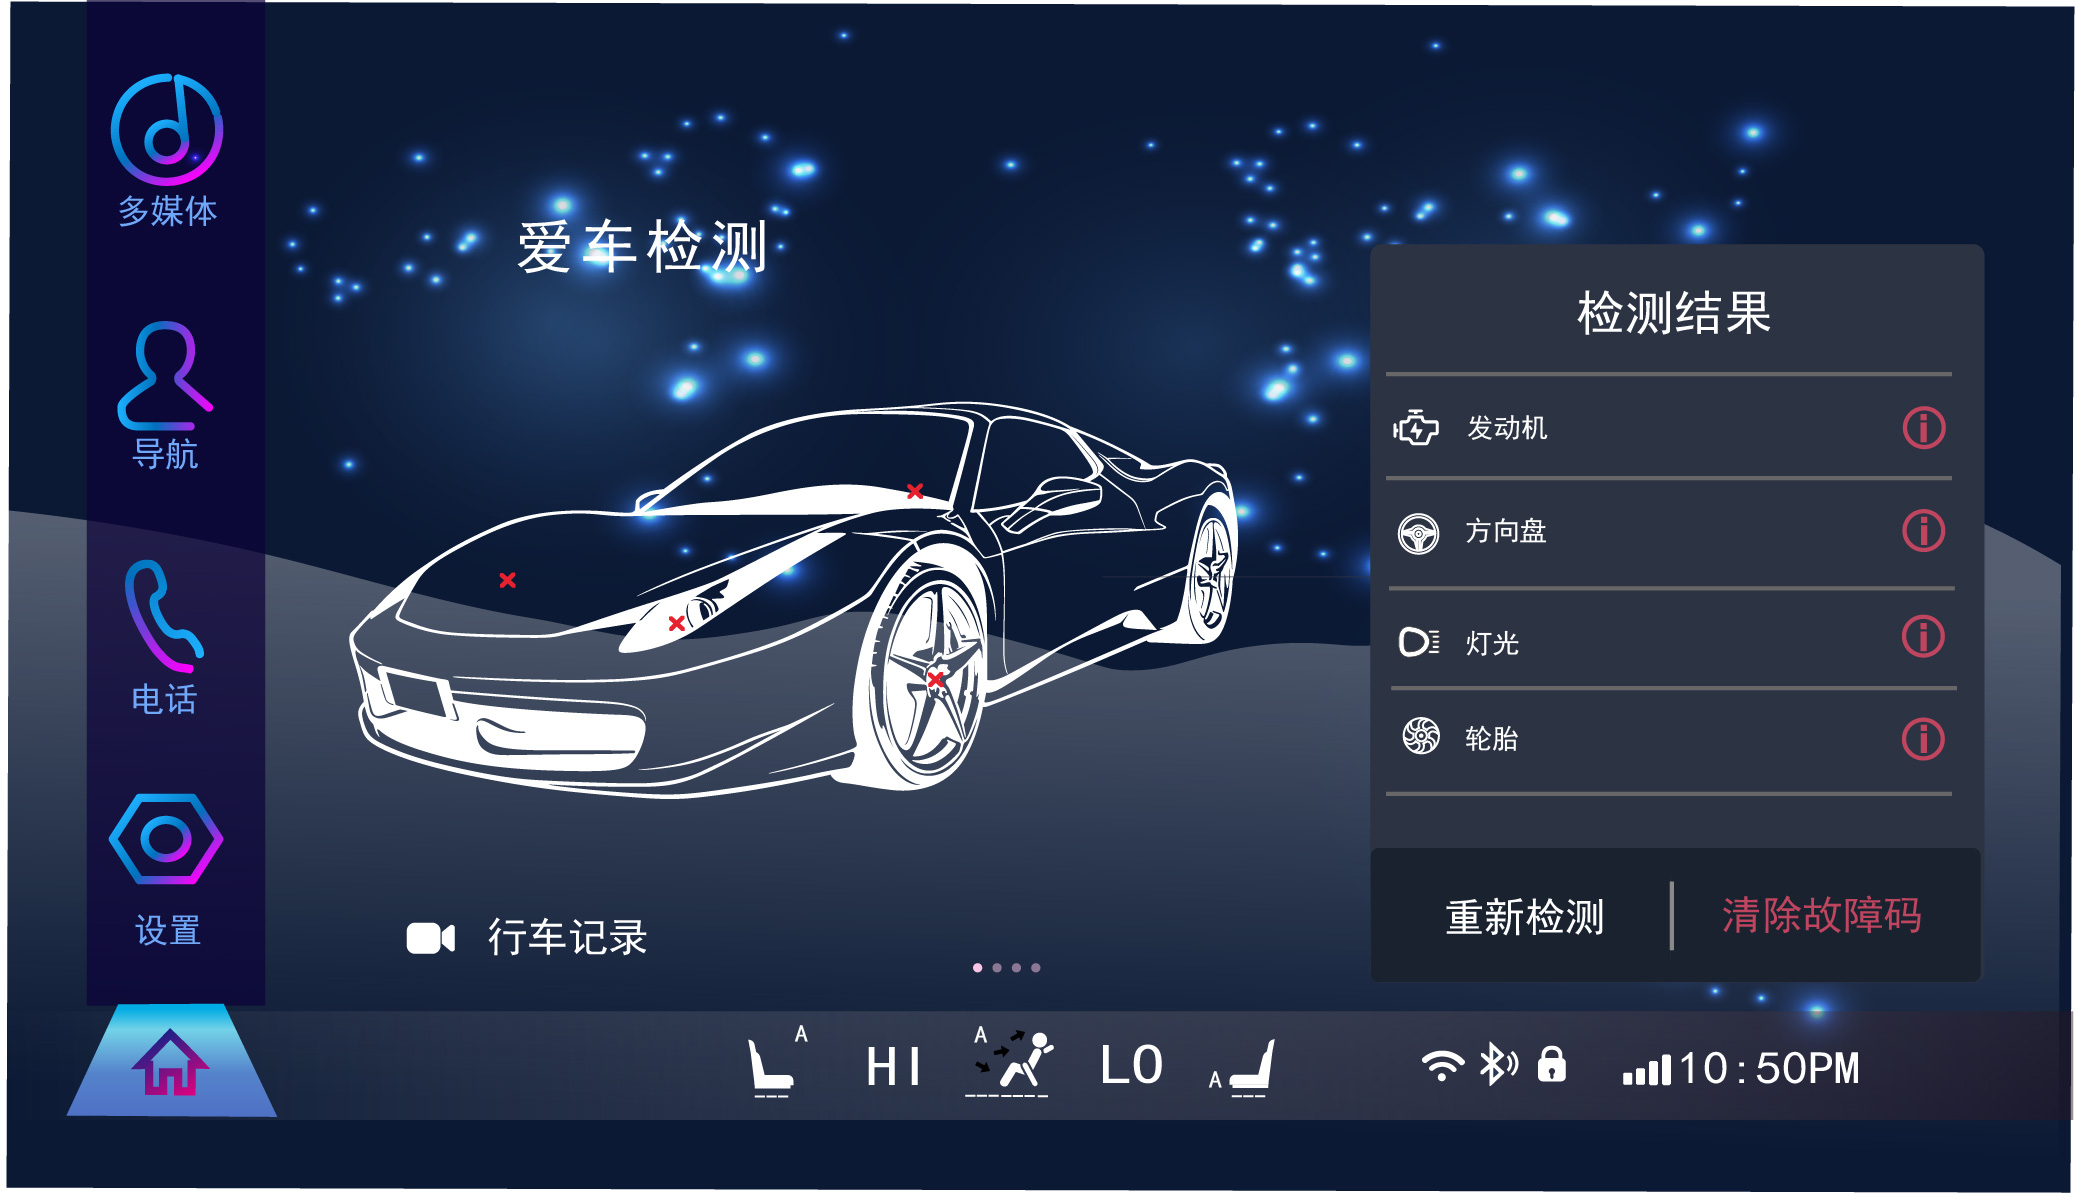 多媒体
导航
电话
设置
爱车检测
检测结果
发动机
方向盘
灯光
轮胎
重新检测
清除故障码
行车记录
A
HI
A
LO
A
10:50PM